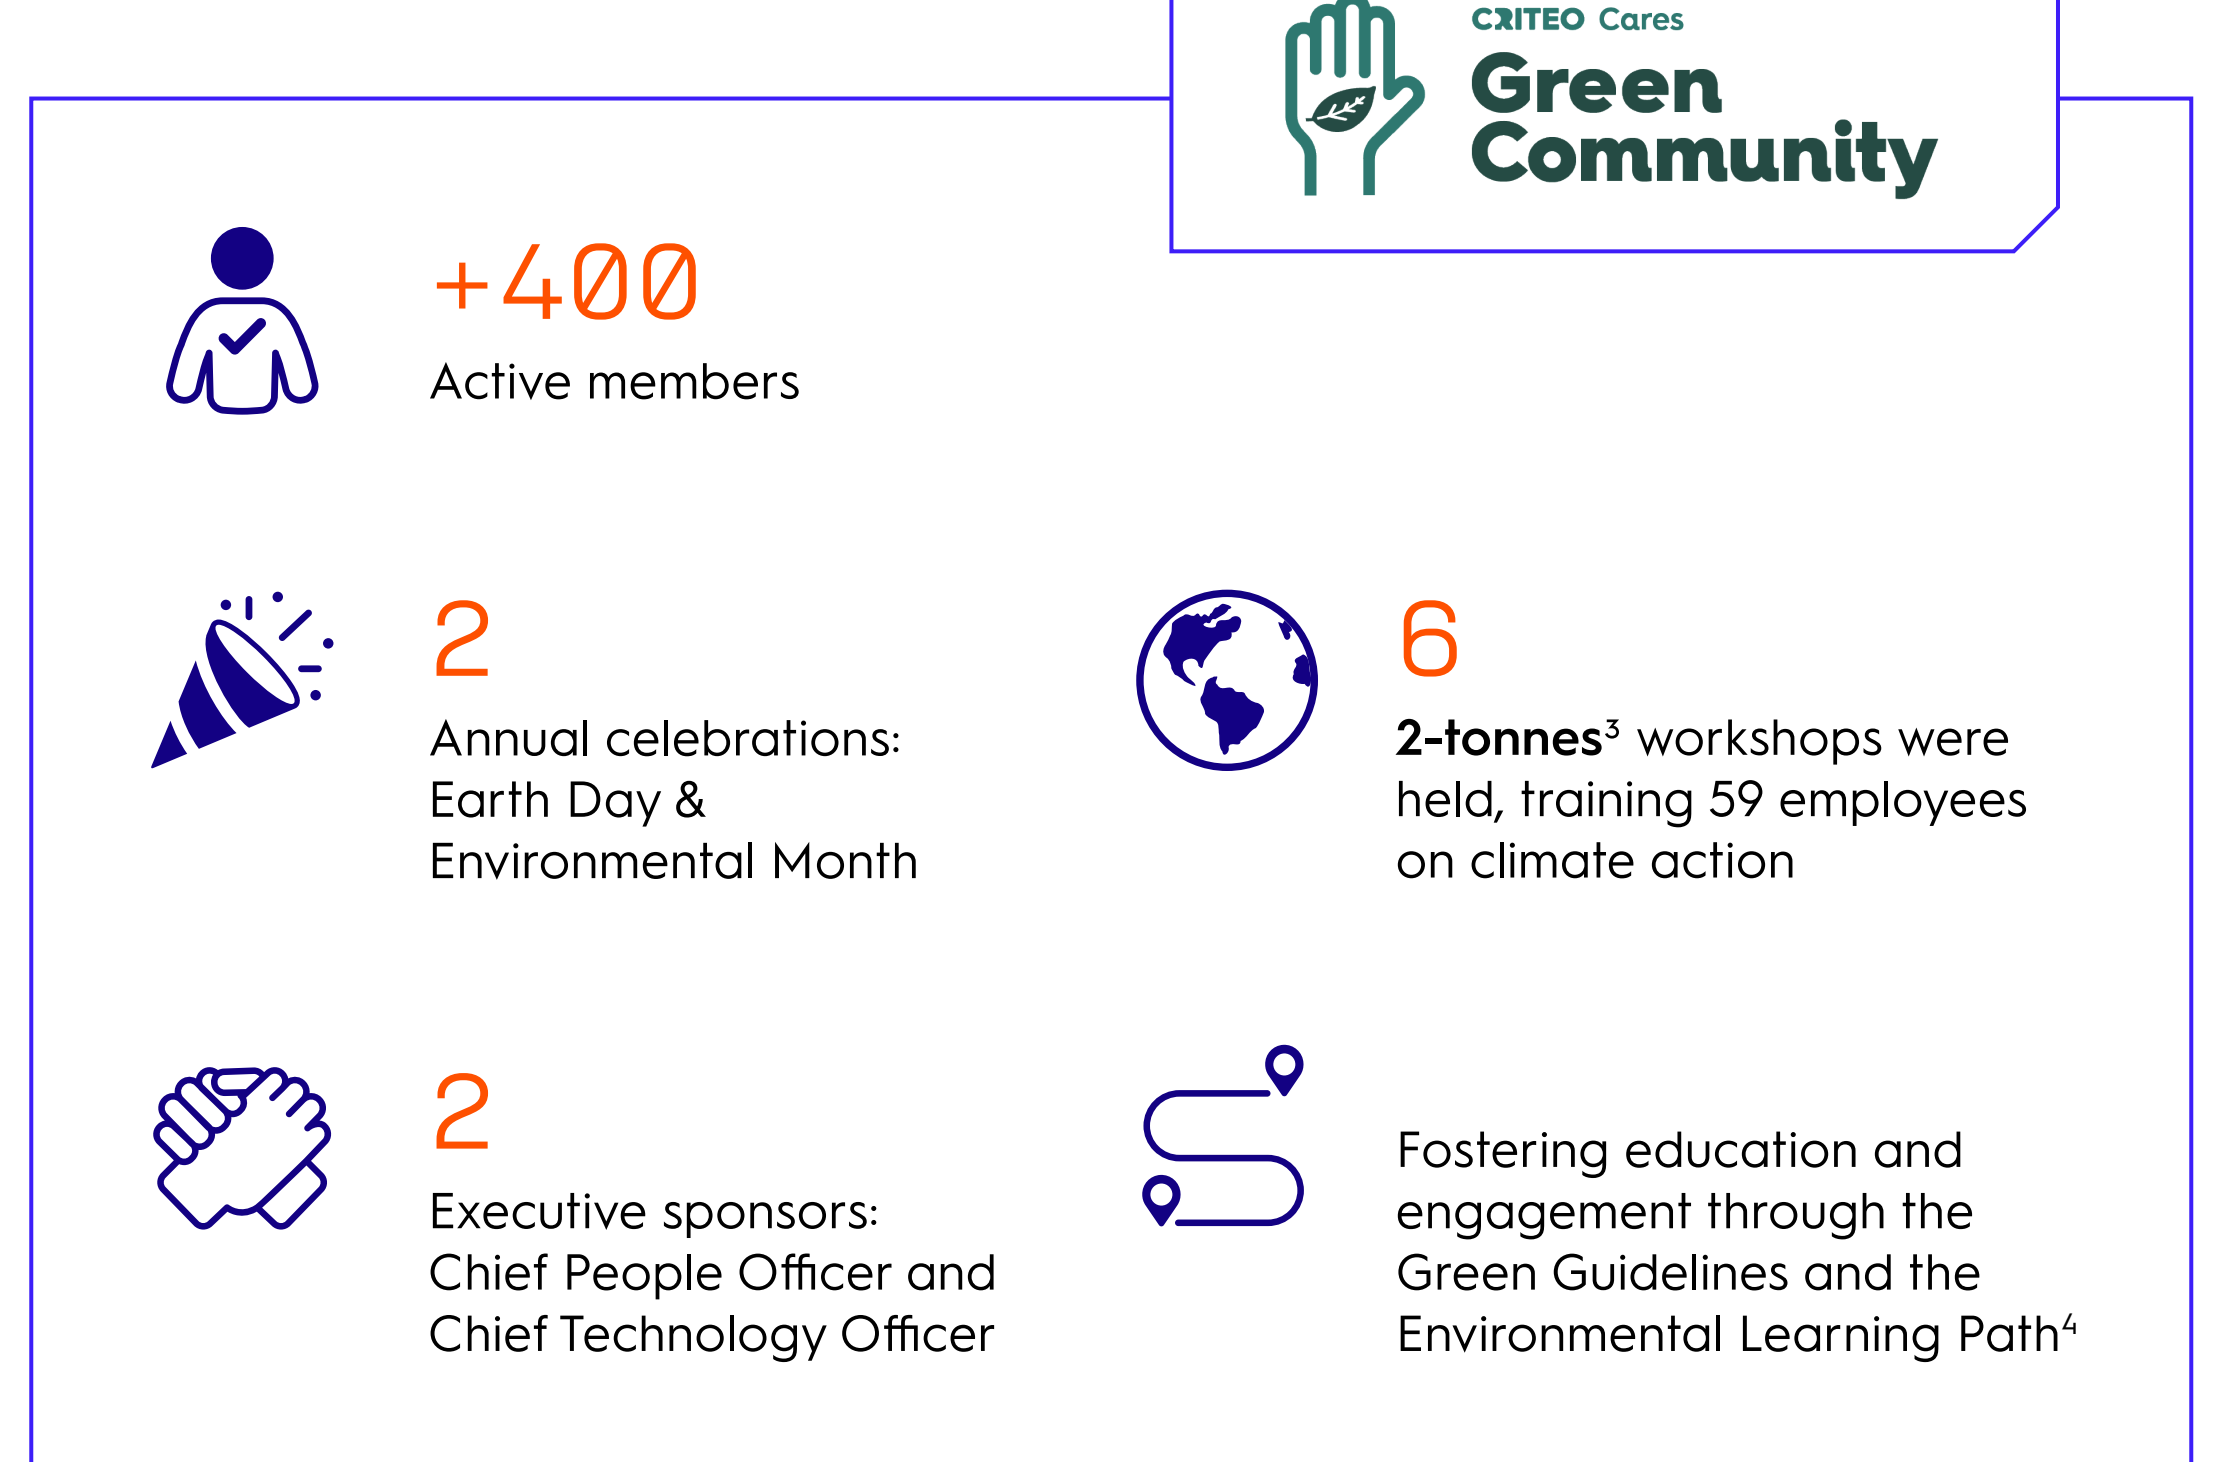 CRITEO Cares
Green
Community
+400
Active members
2
Annual celebrations:
Earth Day &
Environmental Month
6
2-tonnes³ workshops were
held, training 59 employees
on climate action
2
Executive sponsors:
Chief People Officer and
Chief Technology Officer
Fostering education and
engagement through the
Green Guidelines and the
Environmental Learning Path⁴